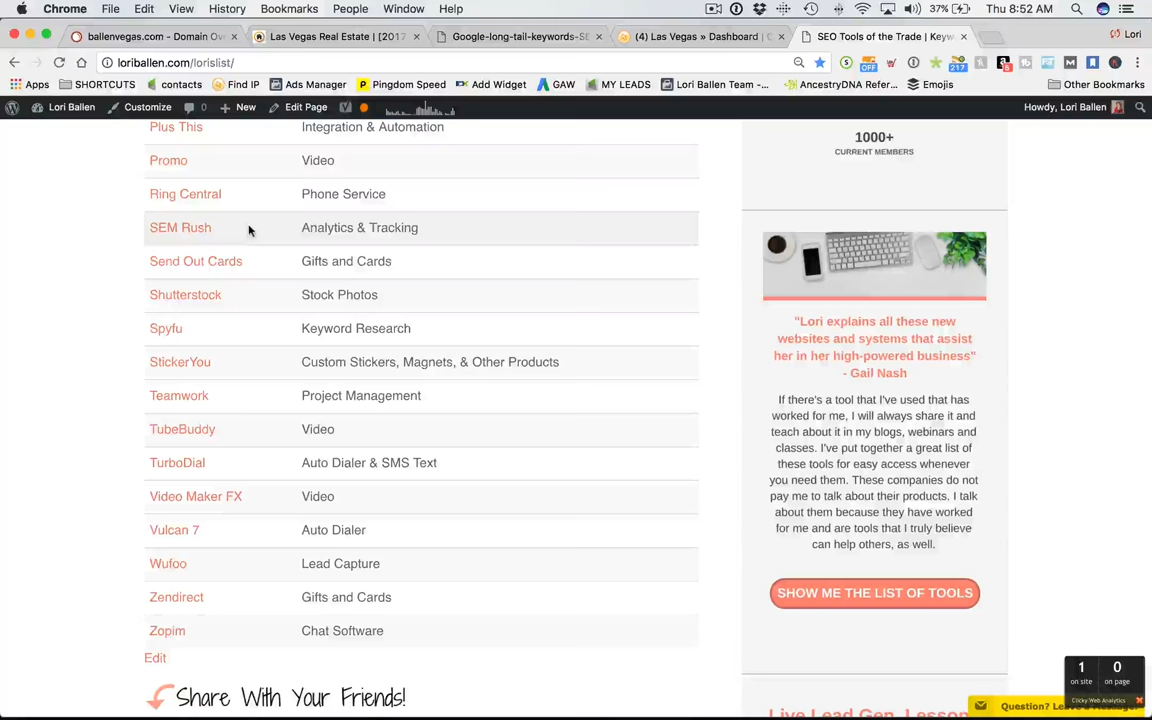 Chrome File Edit View History Bookmarks People Window Help 37% Thu 8:52 AM
ballenvegas.com - Domain Ov
Las Vegas Real Estate | [2017
Google-long-tail-keywords-SE
(4) Las Vegas » Dashboard | C
SEO Tools of the Trade | Keyw
Lori
loriballen.com/lorislist/
OFF 217
Apps contacts Find IP Ads Manager Pingdom Speed Add Widget GAW MY LEADS Lori Ballen Team -... AncestryDNA Refer... Emojis Other Bookmarks
Lori Ballen Customize 0 New Edit Page Howdy, Lori Ballen
Plus This Integration & Automation
Promo Video
Ring Central Phone Service
SEM Rush Analytics & Tracking
Send Out Cards Gifts and Cards
Shutterstock Stock Photos
Spyfu Keyword Research
StickerYou Custom Stickers, Magnets, & Other Products
Teamwork Project Management
TubeBuddy Video
TurboDial Auto Dialer & SMS Text
Video Maker FX Video
Vulcan 7 Auto Dialer
Wufoo Lead Capture
Zendirect Gifts and Cards
Zopim Chat Software
Edit
Share With Your Friends!
1000+
CURRENT MEMBERS
"Lori explains all these new
websites and systems that assist
her in her high-powered business"
- Gail Nash
If there's a tool that I've used that has
worked for me, I will always share it and
teach about it in my blogs, webinars and
classes. I've put together a great list of
these tools for easy access whenever
you need them. These companies do not
pay me to talk about their products. I talk
about them because they have worked
for me and are tools that I truly believe
can help others, as well.
SHOW ME THE LIST OF TOOLS
Live Lead Gen. Lesson
1 0
on site on page
Clicky Web Analytics
Question? Leave a Message!